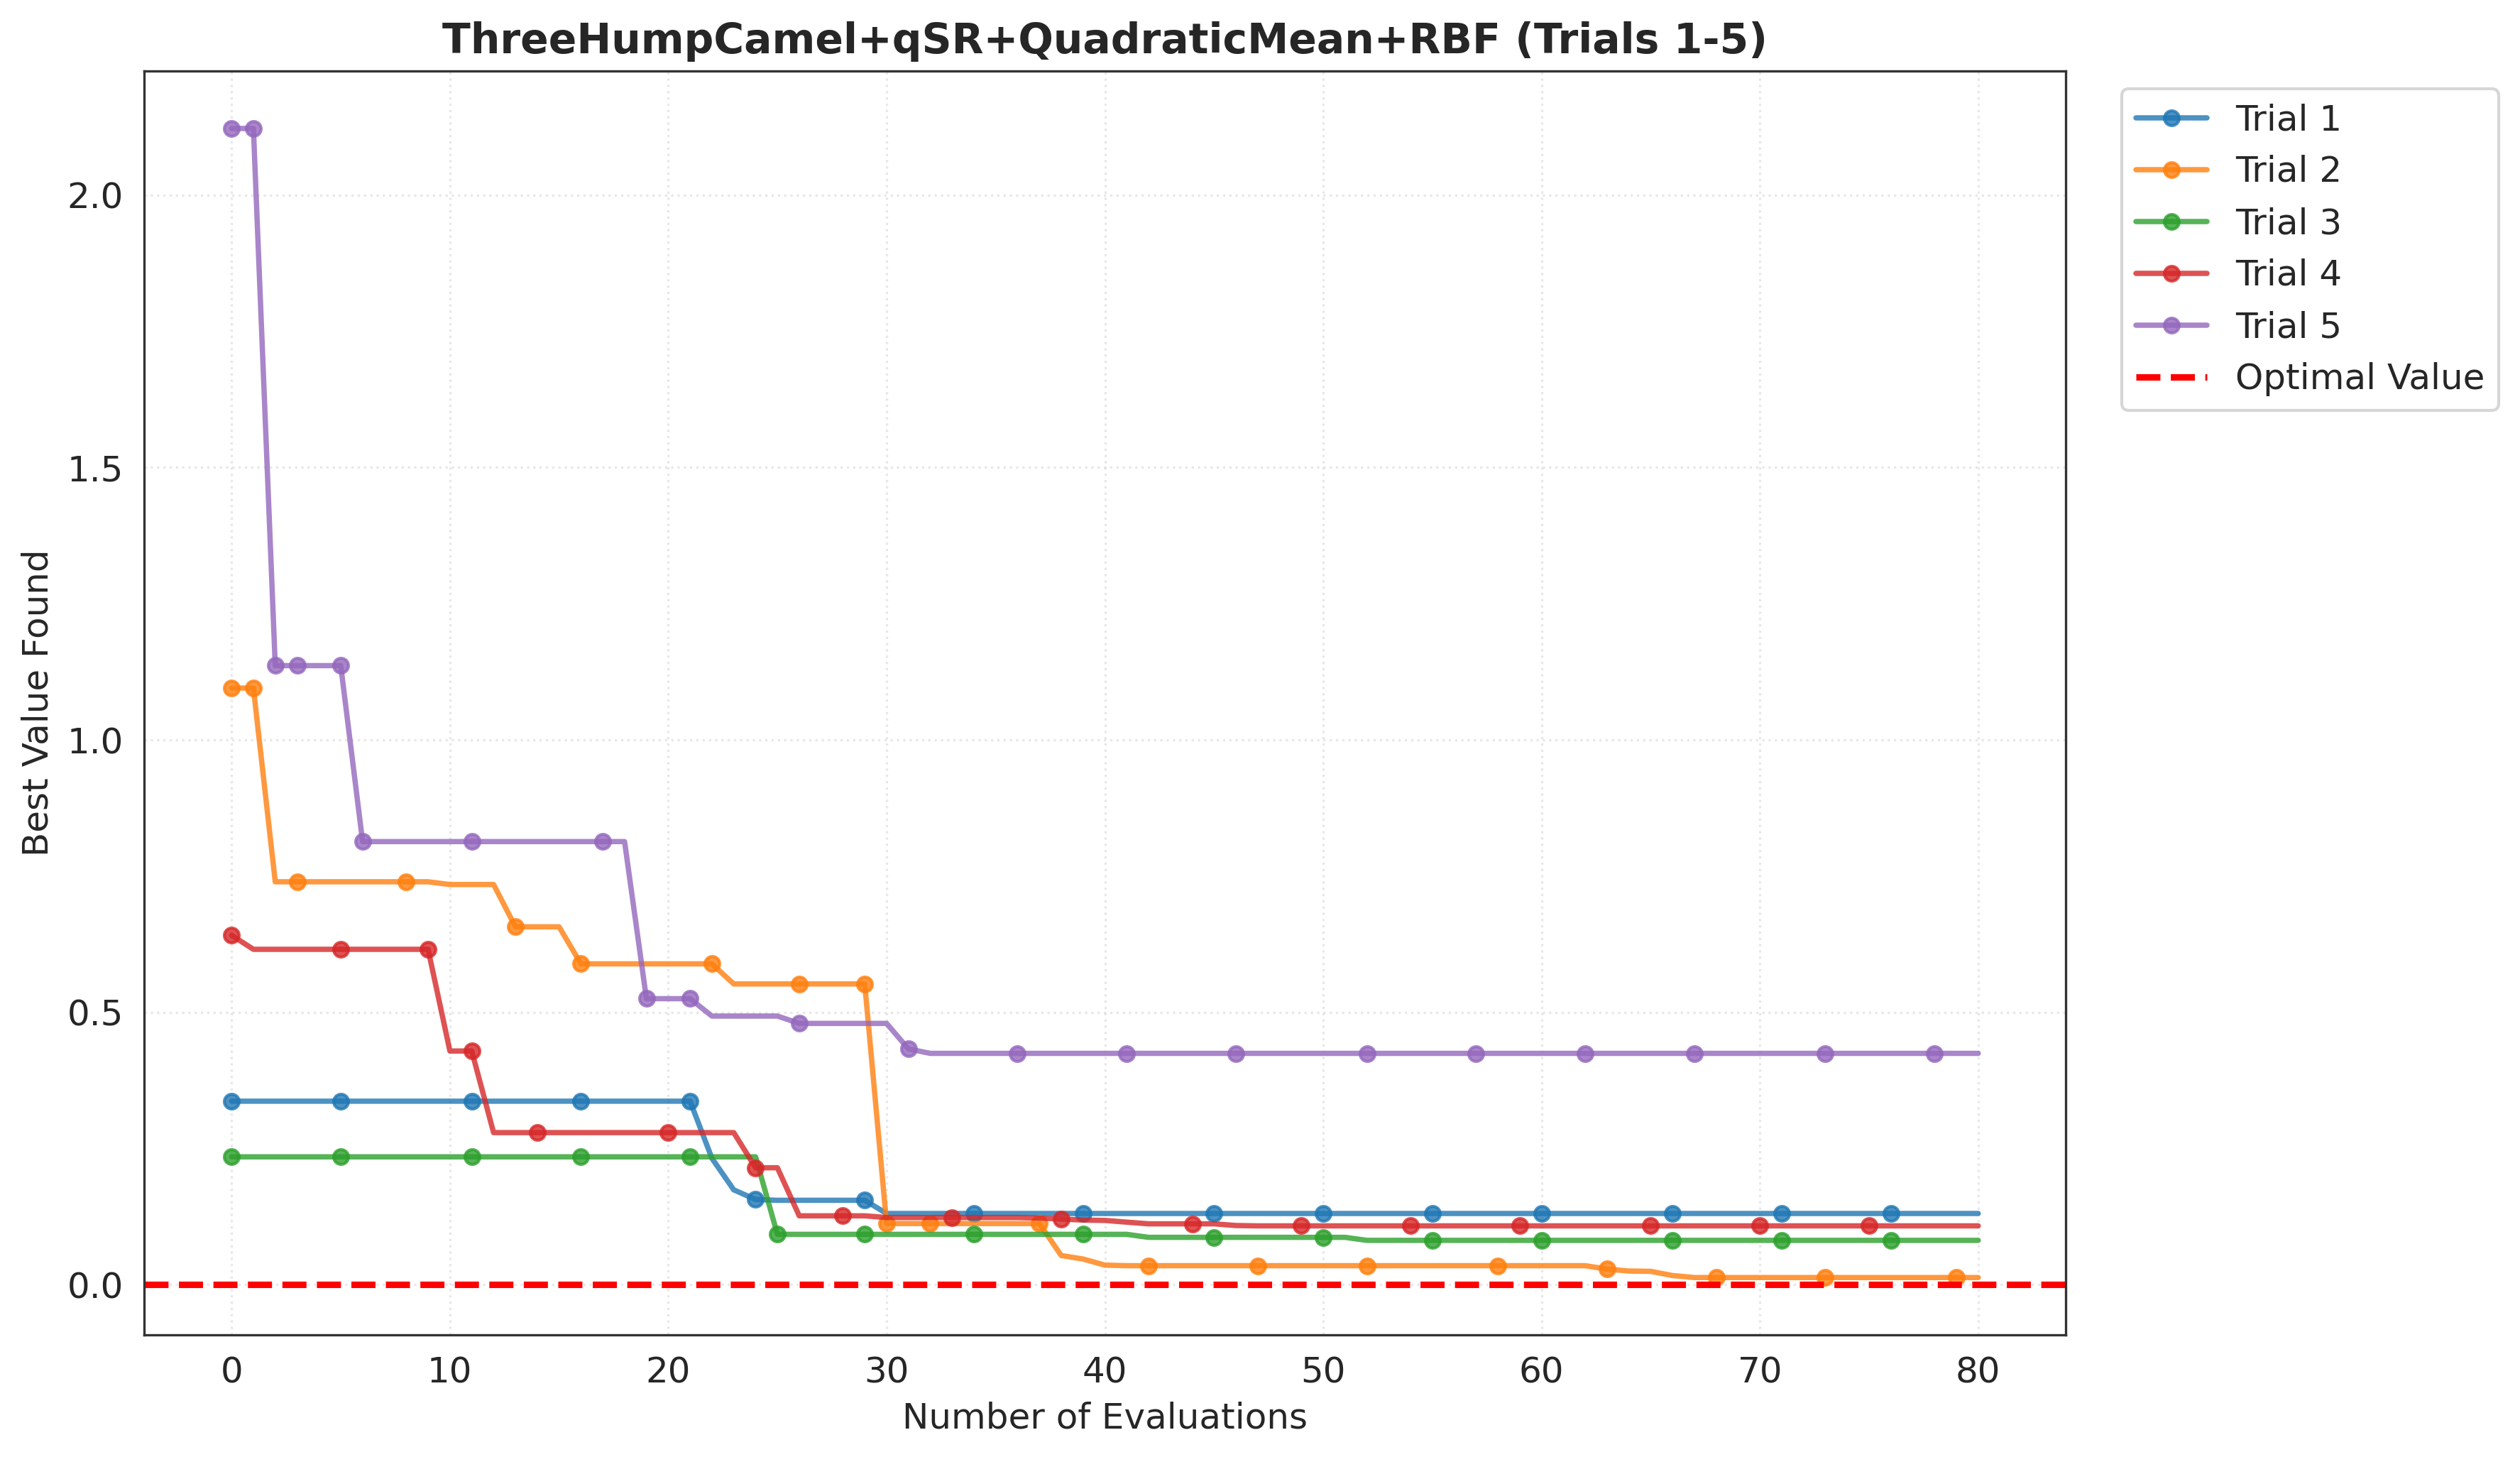 ThreeHumpCamel+qSR+QuadraticMean+RBF (Trials 1-5)
Best Value Found
2.0
1.5
1.0
0.5
0.0
0 10 20 30 40 50 60 70 80
Number of Evaluations
Trial 1
Trial 2
Trial 3
Trial 4
Trial 5
Optimal Value